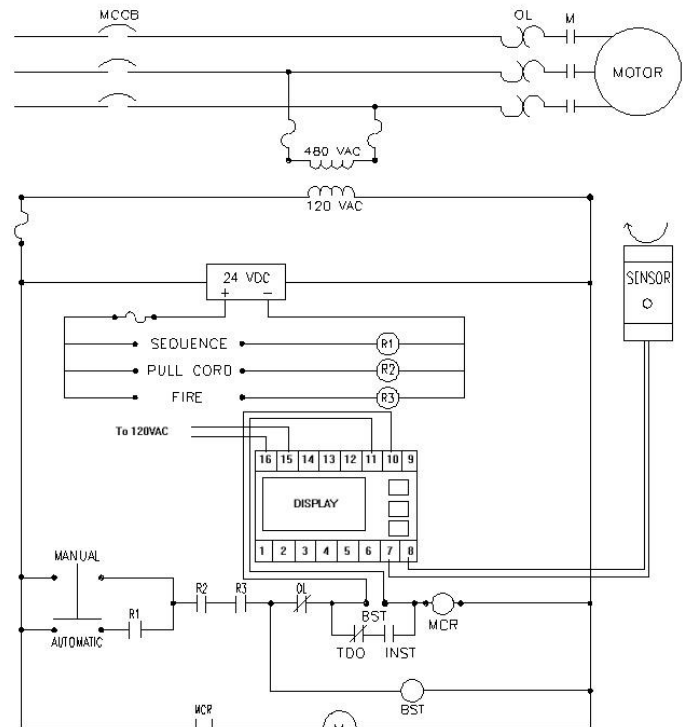 MCCB
OL
M
MOTOR
480 VAC
120 VAC
24 VDC
+ −
SENSOR
SEQUENCE
R1
PULL CORD
R2
FIRE
R3
To 120VAC
16 15 14 13 12 11 10 9
DISPLAY
1 2 3 4 5 6 7 8
MANUAL
R2
R3
OL
R1
AUTOMATIC
BST
MCR
TDO
INST
BST
MCR
M